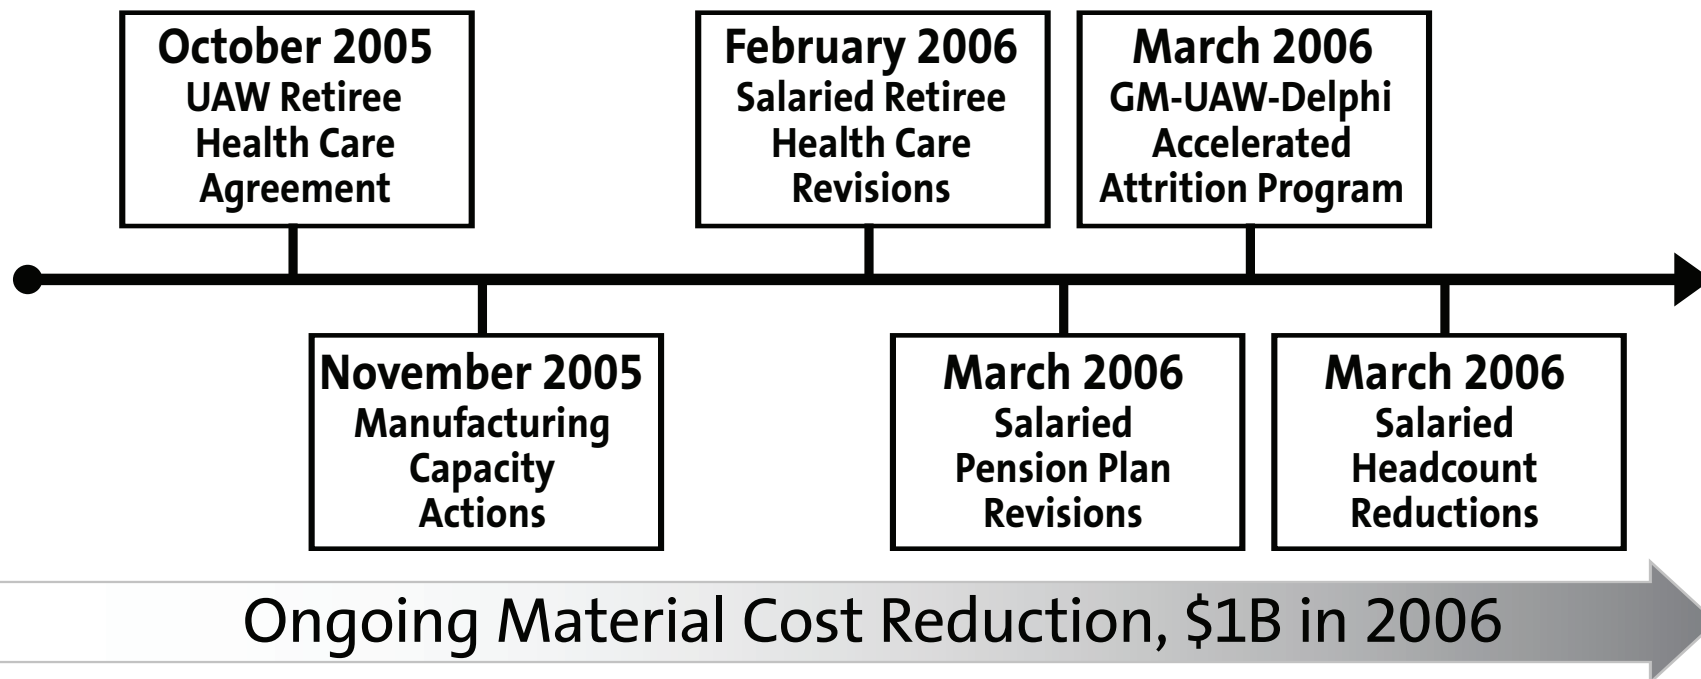 October 2005
UAW Retiree
Health Care
Agreement
November 2005
Manufacturing
Capacity
Actions
February 2006
Salaried Retiree
Health Care
Revisions
March 2006
Salaried
Pension Plan
Revisions
March 2006
GM-UAW-Delphi
Accelerated
Attrition Program
March 2006
Salaried
Headcount
Reductions
Ongoing Material Cost Reduction, $1B in 2006